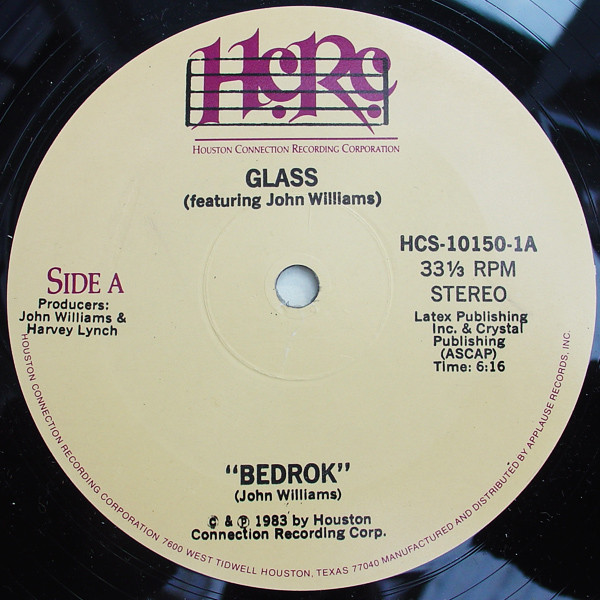 HCRC
HOUSTON CONNECTION RECORDING CORPORATION
GLASS
(featuring John Williams)
HCS-10150-1A
33⅓ RPM
STEREO
Latex Publishing
Inc. & Crystal
Publishing
(ASCAP)
Time: 6:16
SIDE A
Producers:
John Williams &
Harvey Lynch
"BEDROK"
(John Williams)
© & ℗ 1983 by Houston
Connection Recording Corp.
HOUSTON CONNECTION RECORDING CORPORATION 7600 WEST TIDWELL HOUSTON, TEXAS 77040 MANUFACTURED AND DISTRIBUTED BY APPLAUSE RECORDS, INC.